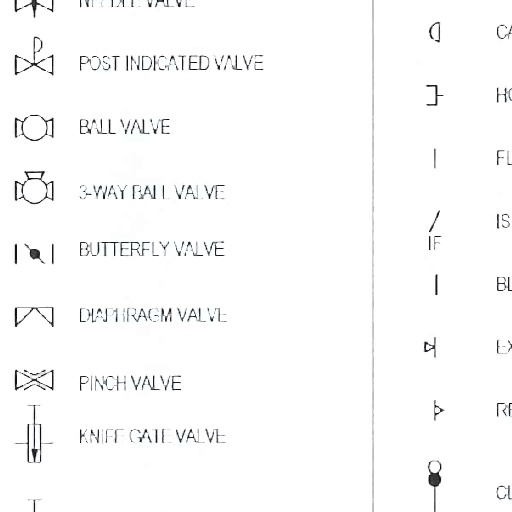 NEEDLE VALVE
POST INDICATED VALVE
BALL VALVE
3-WAY BALL VALVE
BUTTERFLY VALVE
DIAPHRAGM VALVE
PINCH VALVE
KNIFE GATE VALVE
CA
HO
FL
IS
IF
BL
EX
RE
CL